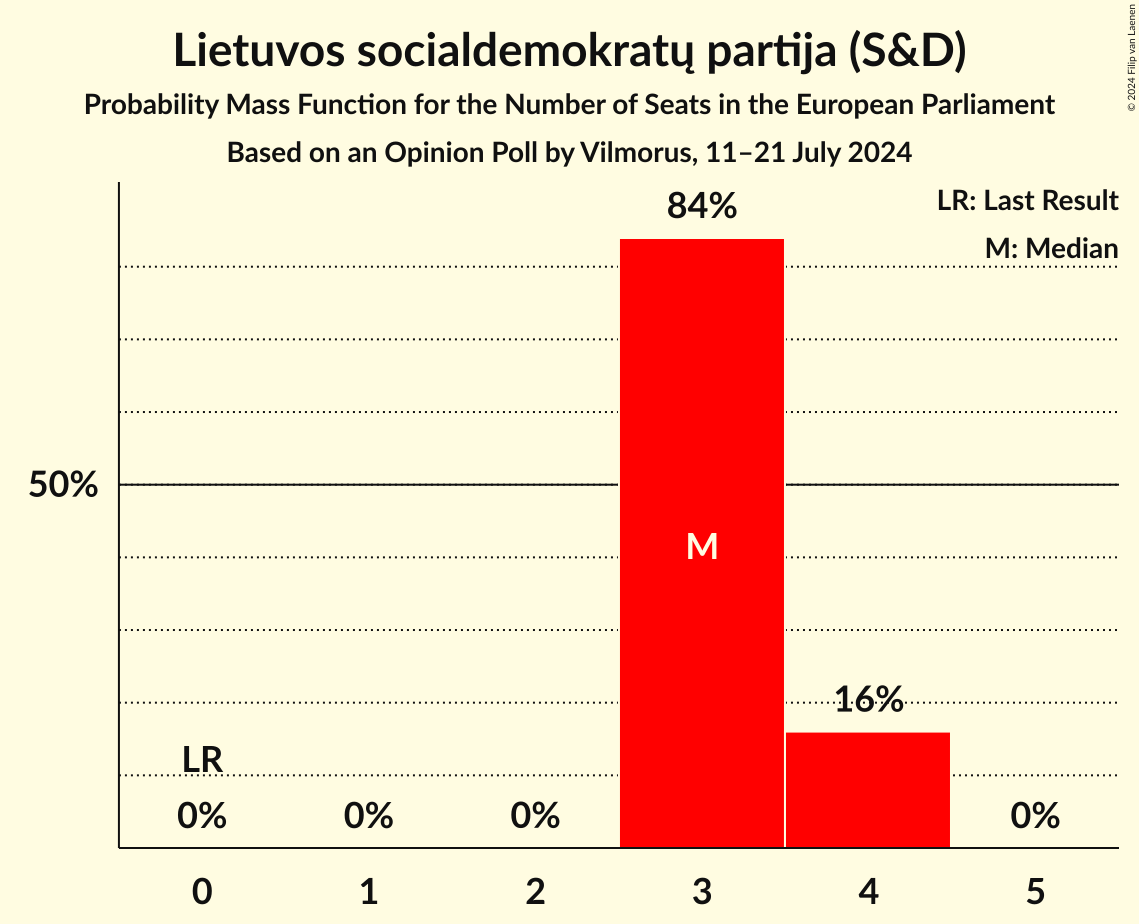 Lietuvos socialdemokratų partija (S&D)
Probability Mass Function for the Number of Seats in the European Parliament
Based on an Opinion Poll by Vilmorus, 11–21 July 2024
© 2024 Filip van Laenen
LR: Last Result
M: Median
84%
50%
M
16%
LR
0%
0%
0%
0%
0
1
2
3
4
5